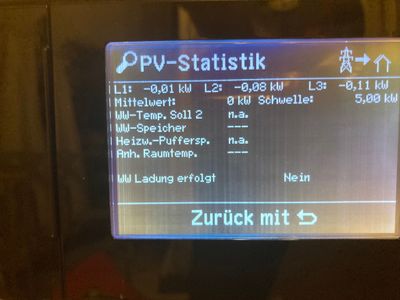 PV-Statistik
L1: -0,01 kW L2: -0,08 kW L3: -0,11 kW
Mittelwert: 0 kW Schwelle: 5,00 kW
WW-Temp. Soll 2 n.a.
WW-Speicher ---
Heizw.-Puffersp. n.a.
Anh. Raumtemp. ---
WW Ladung erfolgt Nein
Zurück mit